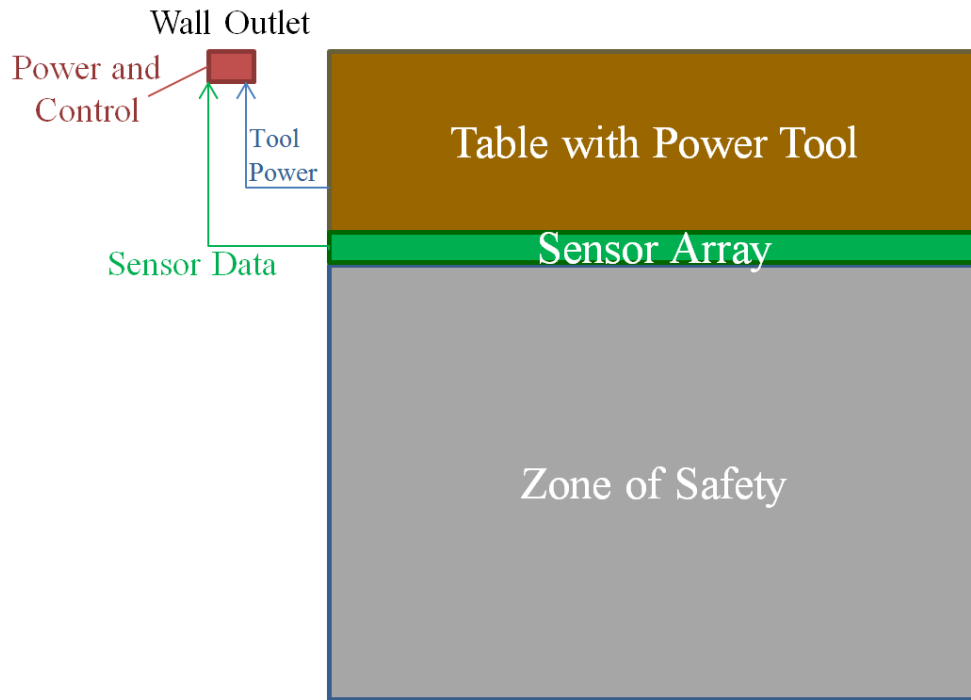 Wall Outlet
Power and
Control
Tool
Power
Table with Power Tool
Sensor Array
Sensor Data
Zone of Safety